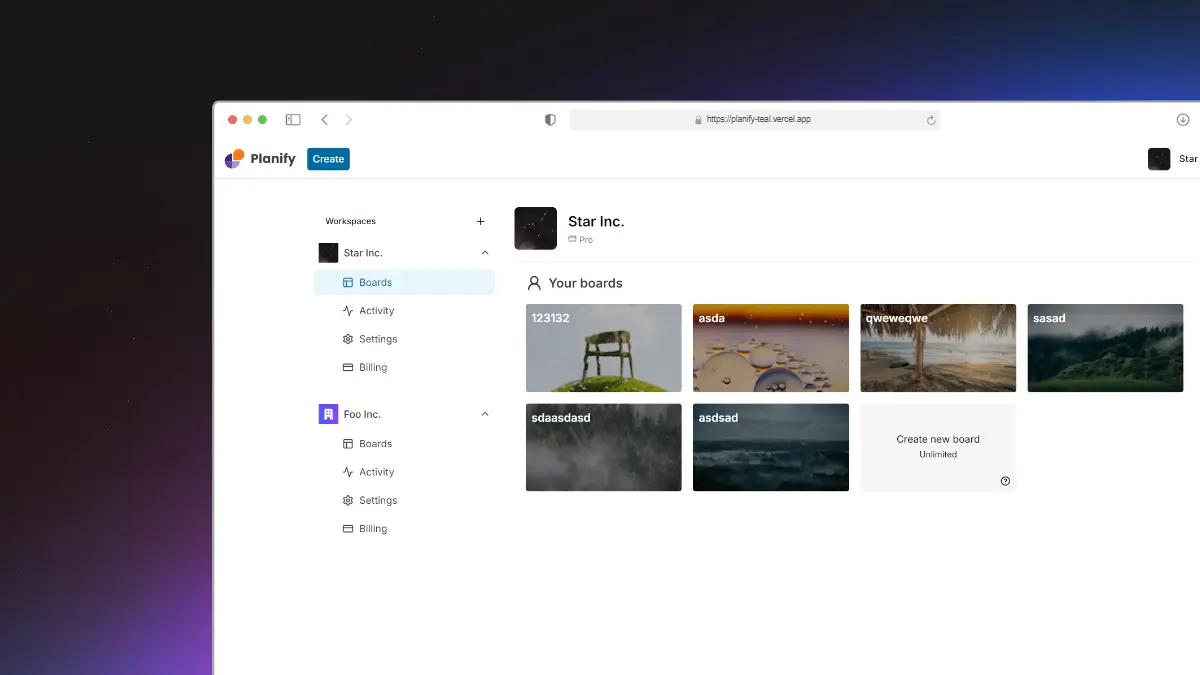 https://planify-teal.vercel.app
Planify
Create
Star
Workspaces
Star Inc.
Boards
Activity
Settings
Billing
Foo Inc.
Boards
Activity
Settings
Billing
Star Inc.
Pro
Your boards
123132
asda
qweweqwe
sasad
sdaasdasd
asdsad
Create new board
Unlimited